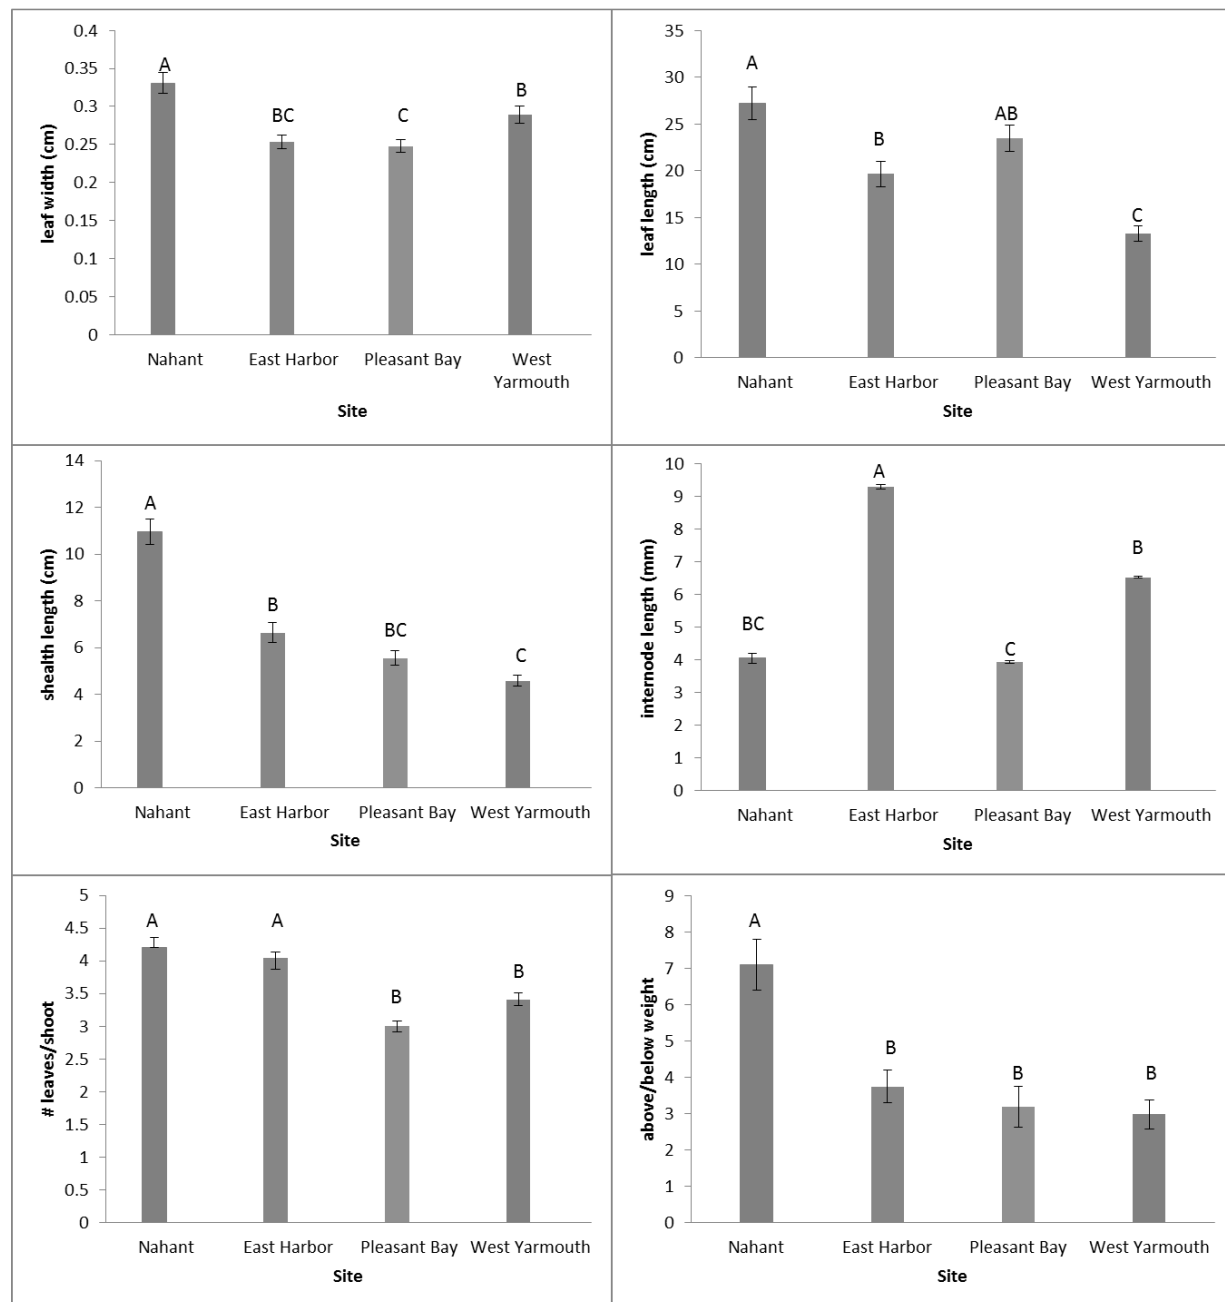 leaf width (cm)
0.4
0.35
0.3
0.25
0.2
0.15
0.1
0.05
0
A
BC
C
B
Nahant
East Harbor
Pleasant Bay
West
Yarmouth
Site
leaf length (cm)
35
30
25
20
15
10
5
0
A
B
AB
C
Nahant
East Harbor
Pleasant Bay
West Yarmouth
Site
shealth length (cm)
14
12
10
8
6
4
2
0
A
B
BC
C
Nahant
East Harbor
Pleasant Bay
West Yarmouth
Site
internode length (mm)
10
9
8
7
6
5
4
3
2
1
0
BC
A
C
B
Nahant
East Harbor
Pleasant Bay
West Yarmouth
Site
# leaves/shoot
5
4.5
4
3.5
3
2.5
2
1.5
1
0.5
0
A
A
B
B
Nahant
East Harbor
Pleasant Bay
West Yarmouth
Site
above/below weight
9
8
7
6
5
4
3
2
1
0
A
B
B
B
Nahant
East Harbor
Pleasant Bay
West Yarmouth
Site